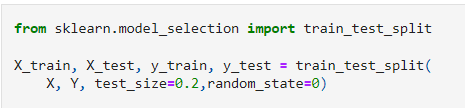 from sklearn.model_selection import train_test_split
X_train, X_test, y_train, y_test = train_test_split(
    X, Y, test_size=0.2,random_state=0)